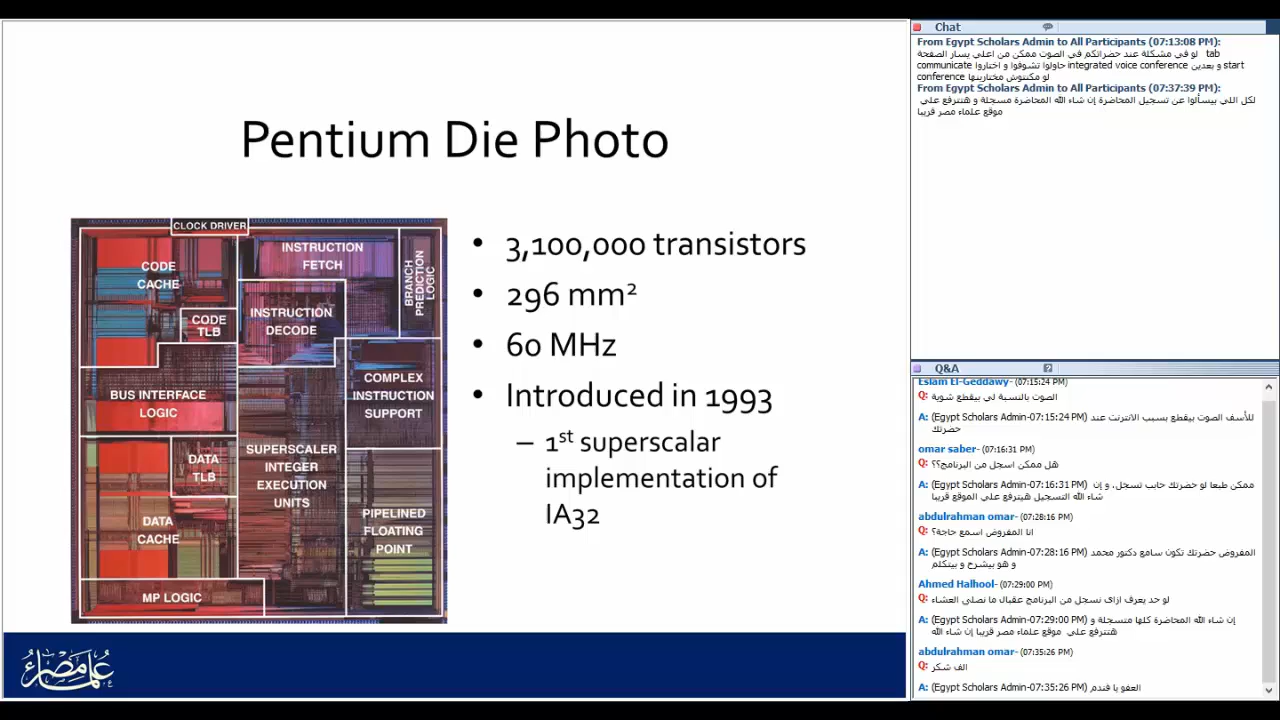 Pentium Die Photo
CLOCK DRIVER
CODE
CACHE
CODE
TLB
INSTRUCTION
FETCH
BRANCH
PREDICTION
LOGIC
INSTRUCTION
DECODE
BUS INTERFACE
LOGIC
COMPLEX
INSTRUCTION
SUPPORT
DATA
TLB
SUPERSCALER
INTEGER
EXECUTION
UNITS
DATA
CACHE
PIPELINED
FLOATING
POINT
MP LOGIC
• 3,100,000 transistors
• 296 mm²
• 60 MHz
• Introduced in 1993
– 1st superscalar
implementation of
IA32
علماء مصر
Chat
From Egypt Scholars Admin to All Participants (07:13:08 PM):
لو في مشكلة عند حضراتكم في الصوت ممكن من اعلي يسار الصفحة tab
communicate حاولوا تشوفوا و اختاروا integrated voice conference و بعدين start
conference لو مكنتوش مختارينها
From Egypt Scholars Admin to All Participants (07:37:39 PM):
لكل اللي بيسألوا عن تسجيل المحاضرة إن شاء الله المحاضرة مسجلة و هتترفع علي
موقع علماء مصر قريبا
Q&A
Eslam El-Geddawy- (07:15:24 PM)
Q: الصوت بالنسبة لي بيقطع شوية
A: (Egypt Scholars Admin-07:15:24 PM) للأسف الصوت بيقطع بسبب الانترنت عند
حضرتك
omar saber- (07:16:31 PM)
Q: هل ممكن اسجل من البرنامج؟؟
A: (Egypt Scholars Admin-07:16:31 PM) ممكن طبعا لو حضرتك حابب تسجل، و إن
شاء الله التسجيل هيترفع علي الموقع قريبا
abdulrahman omar- (07:28:16 PM)
Q: انا المفروض اسمع حاجة؟
A: (Egypt Scholars Admin-07:28:16 PM) المفروض حضرتك تكون سامع دكتور محمد
و هو بيشرح و بيتكلم
Ahmed Halhool- (07:29:00 PM)
Q: لو حد يعرف ازاى نسجل من البرنامج عقبال ما نصلى العشاء
A: (Egypt Scholars Admin-07:29:00 PM) إن شاء الله المحاضرة كلها متسجلة و
هتترفع علي موقع علماء مصر قريبا إن شاء الله
abdulrahman omar- (07:35:26 PM)
Q: الف شكر
A: (Egypt Scholars Admin-07:35:26 PM) العفو يا فندم